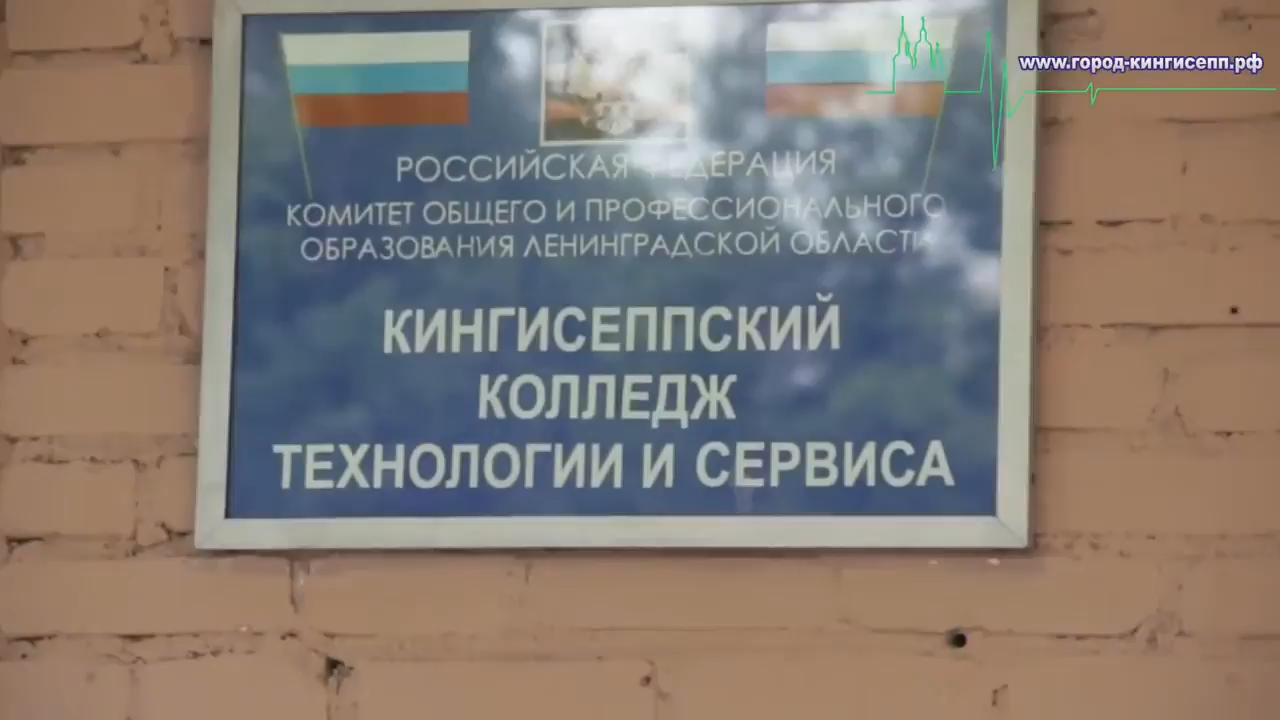 www.город-кингисепп.рф
РОССИЙСКАЯ ФЕДЕРАЦИЯ
КОМИТЕТ ОБЩЕГО И ПРОФЕССИОНАЛЬНОГО
ОБРАЗОВАНИЯ ЛЕНИНГРАДСКОЙ ОБЛАСТИ
КИНГИСЕППСКИЙ
КОЛЛЕДЖ
ТЕХНОЛОГИИ И СЕРВИСА